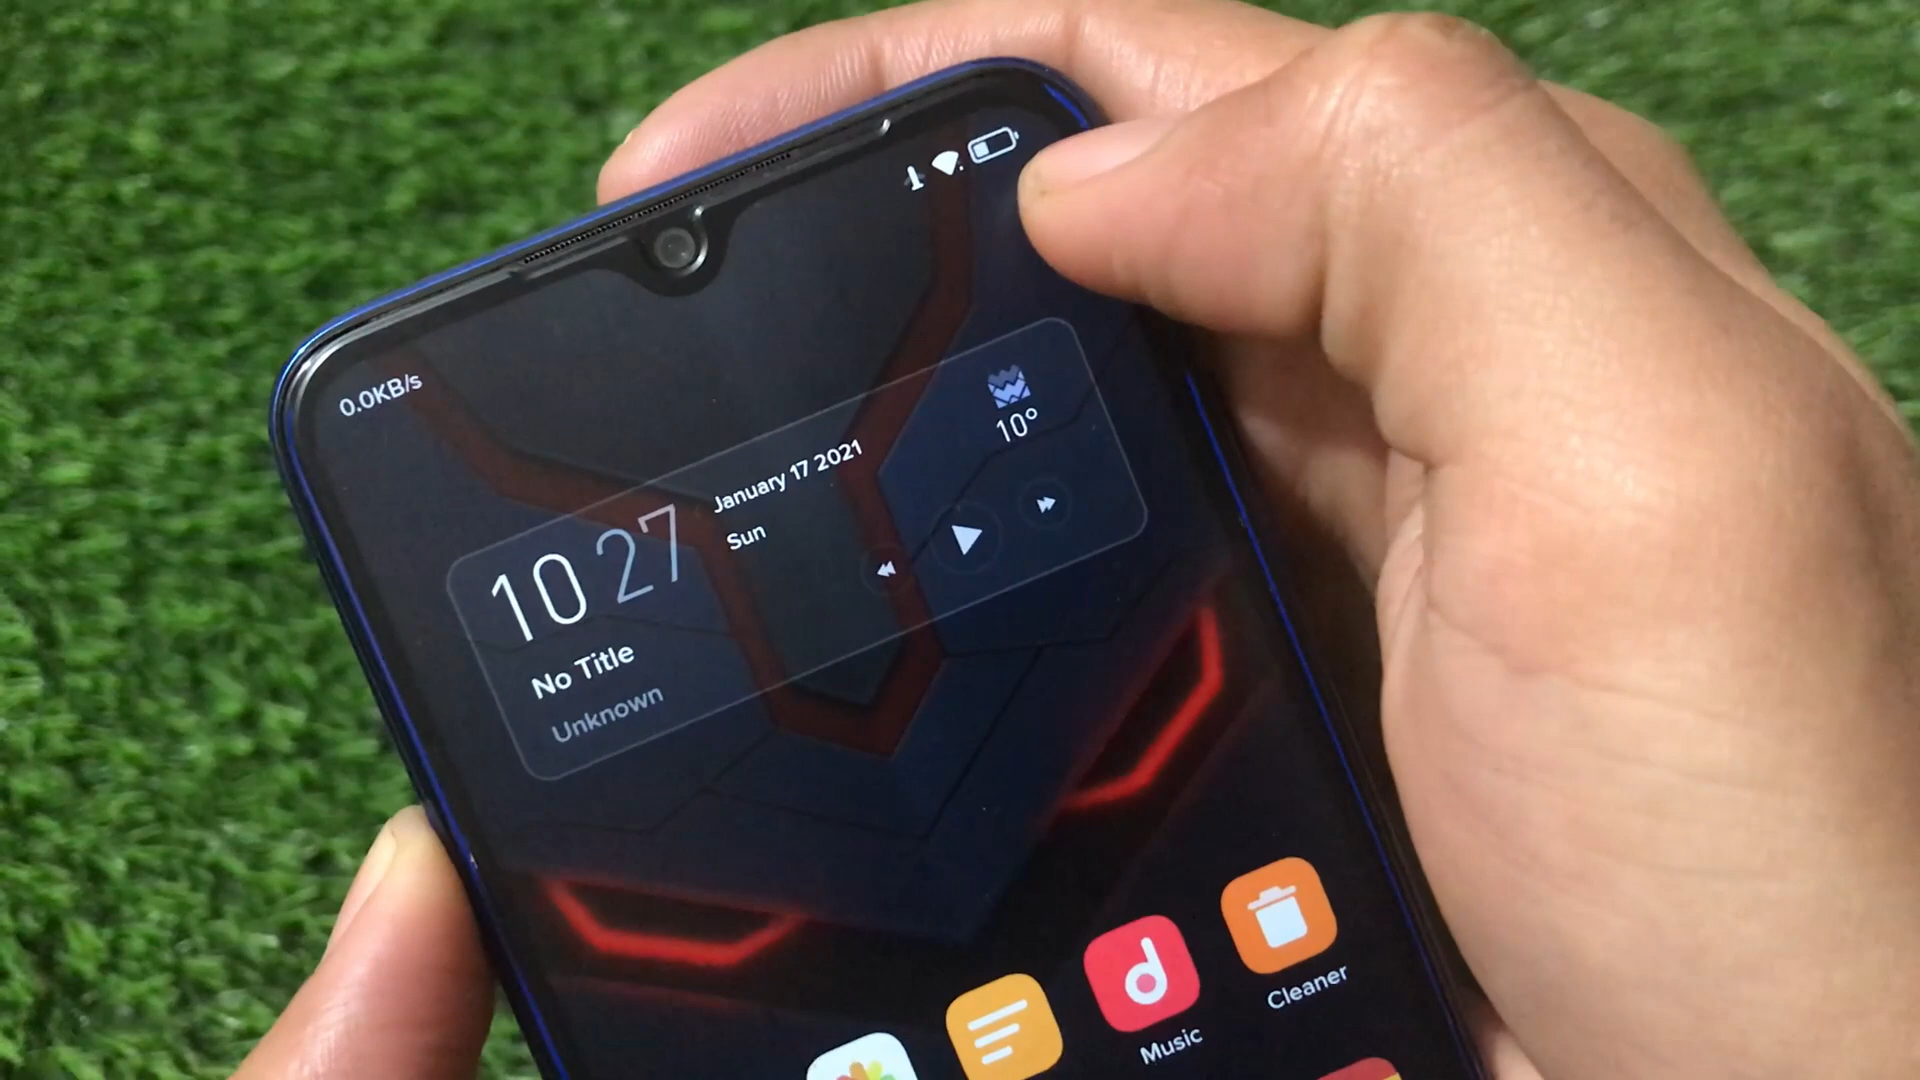 0.0KB/s
10 27
January 17 2021
Sun
10°
No Title
Unknown
Music
Cleaner